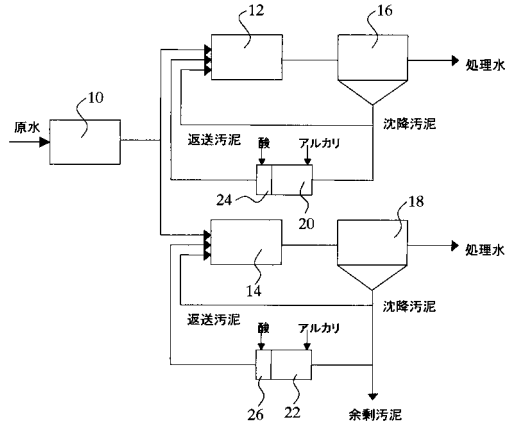 12
16
処理水
10
原水
返送汚泥
沈降汚泥
酸
アルカリ
24
20
18
処理水
14
返送汚泥
沈降汚泥
酸
アルカリ
26
22
余剰汚泥